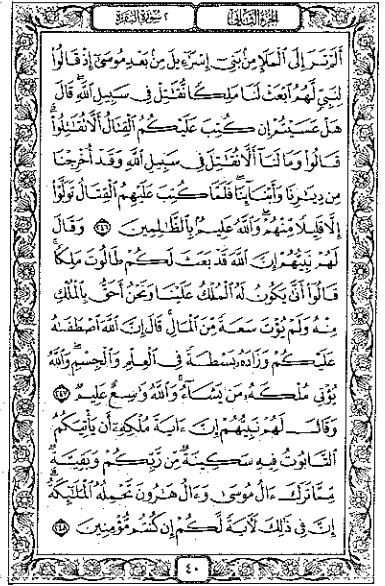 الجزء الثاني
٢ سورة البقرة
أَلَمْ تَرَ إِلَى ٱلْمَلَإِ مِنۢ بَنِىٓ إِسْرَٰٓءِيلَ مِنۢ بَعْدِ مُوسَىٰٓ إِذْ قَالُوا۟
لِنَبِىٍّ لَّهُمُ ٱبْعَثْ لَنَا مَلِكًا نُّقَٰتِلْ فِى سَبِيلِ ٱللَّهِ ۖ قَالَ
هَلْ عَسَيْتُمْ إِن كُتِبَ عَلَيْكُمُ ٱلْقِتَالُ أَلَّا تُقَٰتِلُوا۟ ۖ
قَالُوا۟ وَمَا لَنَآ أَلَّا نُقَٰتِلَ فِى سَبِيلِ ٱللَّهِ وَقَدْ أُخْرِجْنَا
مِن دِيَٰرِنَا وَأَبْنَآئِنَا ۖ فَلَمَّا كُتِبَ عَلَيْهِمُ ٱلْقِتَالُ تَوَلَّوْا۟
إِلَّا قَلِيلًا مِّنْهُمْ ۗ وَٱللَّهُ عَلِيمٌۢ بِٱلظَّٰلِمِينَ ٢٤٦ وَقَالَ
لَهُمْ نَبِيُّهُمْ إِنَّ ٱللَّهَ قَدْ بَعَثَ لَكُمْ طَالُوتَ مَلِكًا ۚ
قَالُوٓا۟ أَنَّىٰ يَكُونُ لَهُ ٱلْمُلْكُ عَلَيْنَا وَنَحْنُ أَحَقُّ بِٱلْمُلْكِ
مِنْهُ وَلَمْ يُؤْتَ سَعَةً مِّنَ ٱلْمَالِ ۚ قَالَ إِنَّ ٱللَّهَ ٱصْطَفَىٰهُ
عَلَيْكُمْ وَزَادَهُۥ بَسْطَةً فِى ٱلْعِلْمِ وَٱلْجِسْمِ ۖ وَٱللَّهُ
يُؤْتِى مُلْكَهُۥ مَن يَشَآءُ ۚ وَٱللَّهُ وَٰسِعٌ عَلِيمٌ ٢٤٧
وَقَالَ لَهُمْ نَبِيُّهُمْ إِنَّ ءَايَةَ مُلْكِهِۦٓ أَن يَأْتِيَكُمُ
ٱلتَّابُوتُ فِيهِ سَكِينَةٌ مِّن رَّبِّكُمْ وَبَقِيَّةٌ
مِّمَّا تَرَكَ ءَالُ مُوسَىٰ وَءَالُ هَٰرُونَ تَحْمِلُهُ ٱلْمَلَٰٓئِكَةُ ۚ
إِنَّ فِى ذَٰلِكَ لَءَايَةً لَّكُمْ إِن كُنتُم مُّؤْمِنِينَ ٢٤٨
٤٠